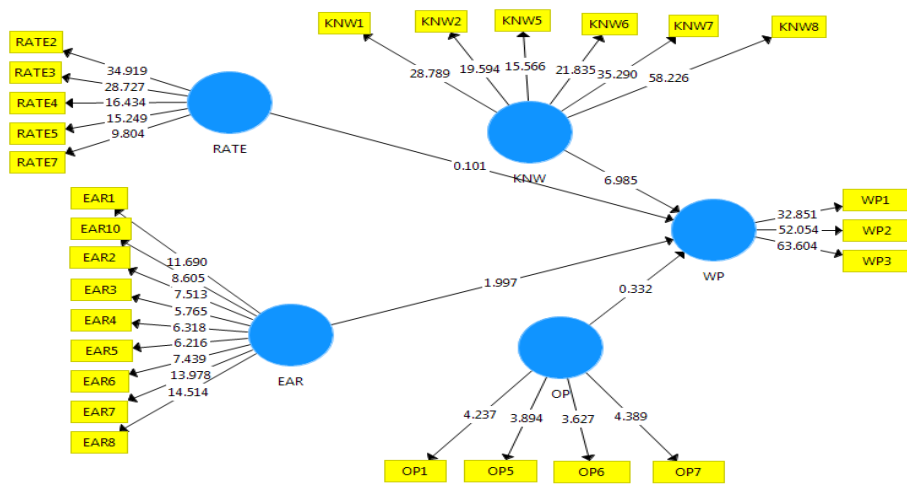 RATE2
RATE3
RATE4
RATE5
RATE7
34.919
28.727
16.434
15.249
9.804
RATE
KNW1
KNW2
KNW5
KNW6
KNW7
KNW8
28.789
19.594
15.566
21.835
35.290
58.226
KNW
0.101
6.985
EAR1
EAR10
EAR2
EAR3
EAR4
EAR5
EAR6
EAR7
EAR8
11.690
8.605
7.513
5.765
6.318
6.216
7.439
13.978
14.514
EAR
1.997
0.332
WP
32.851
52.054
63.604
WP1
WP2
WP3
OP
4.237
3.894
3.627
4.389
OP1
OP5
OP6
OP7